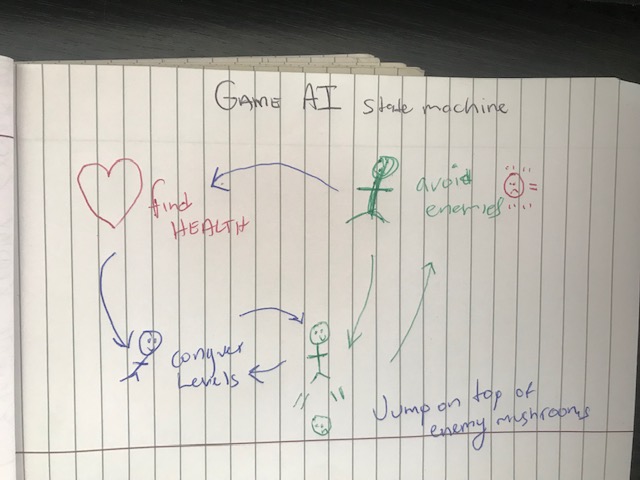 GAME AI State machine
find
HEALTH
avoid
enemies
Conquer
Levels
Jump on top of
enemy mushrooms